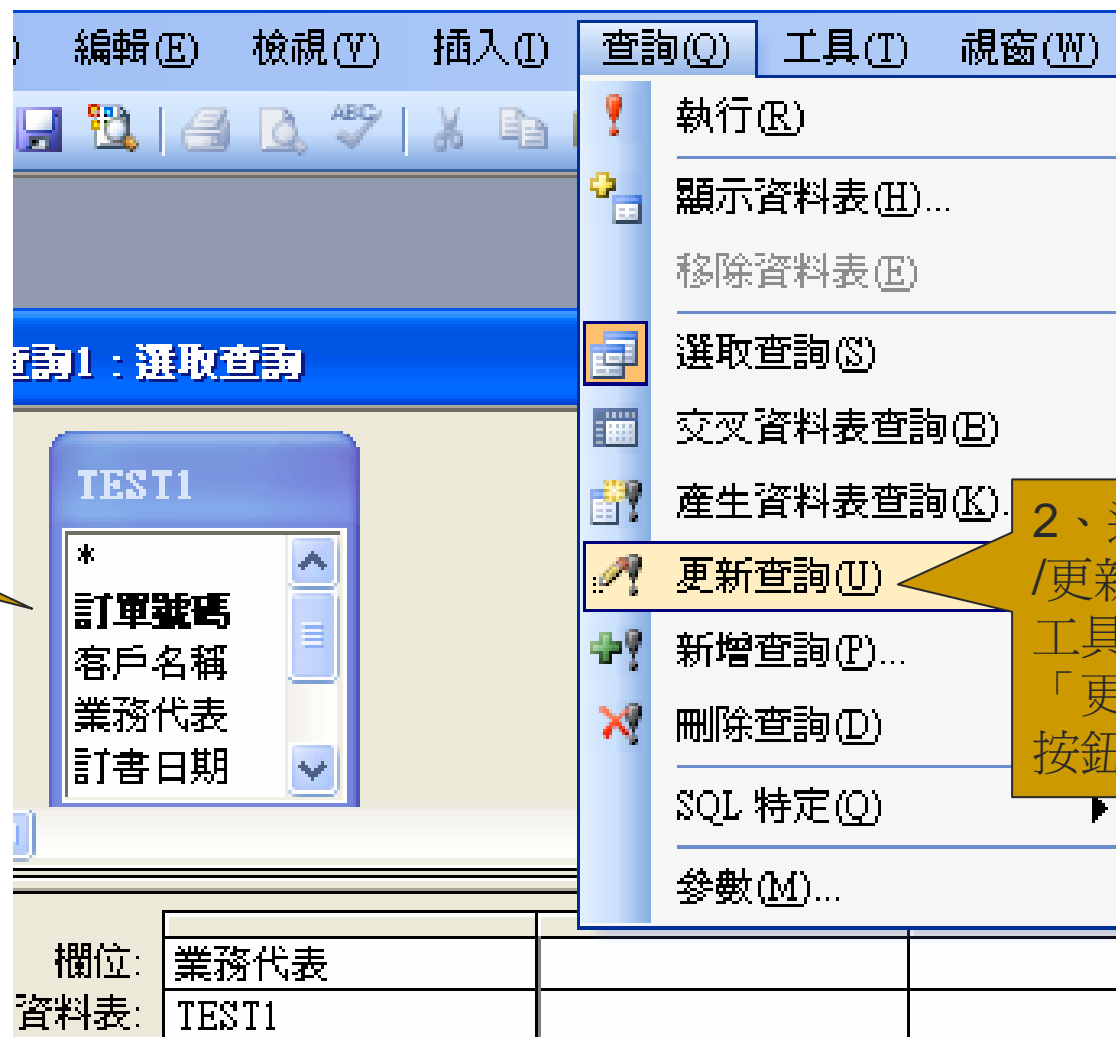 ) 編輯(E) 檢視(V) 插入(I) 查詢(Q) 工具(T) 視窗(W)
ABC
執行(R)
顯示資料表(H)...
移除資料表(E)
選取查詢(S)
交叉資料表查詢(B)
產生資料表查詢(K).
更新查詢(U)
新增查詢(P)...
刪除查詢(D)
SQL 特定(Q)
參數(M)...
查詢1：選取查詢
TEST1
*
訂單號碼
客戶名稱
業務代表
訂書日期
2、
/更新
工具
「更
按鈕
欄位: 業務代表
資料表: TEST1